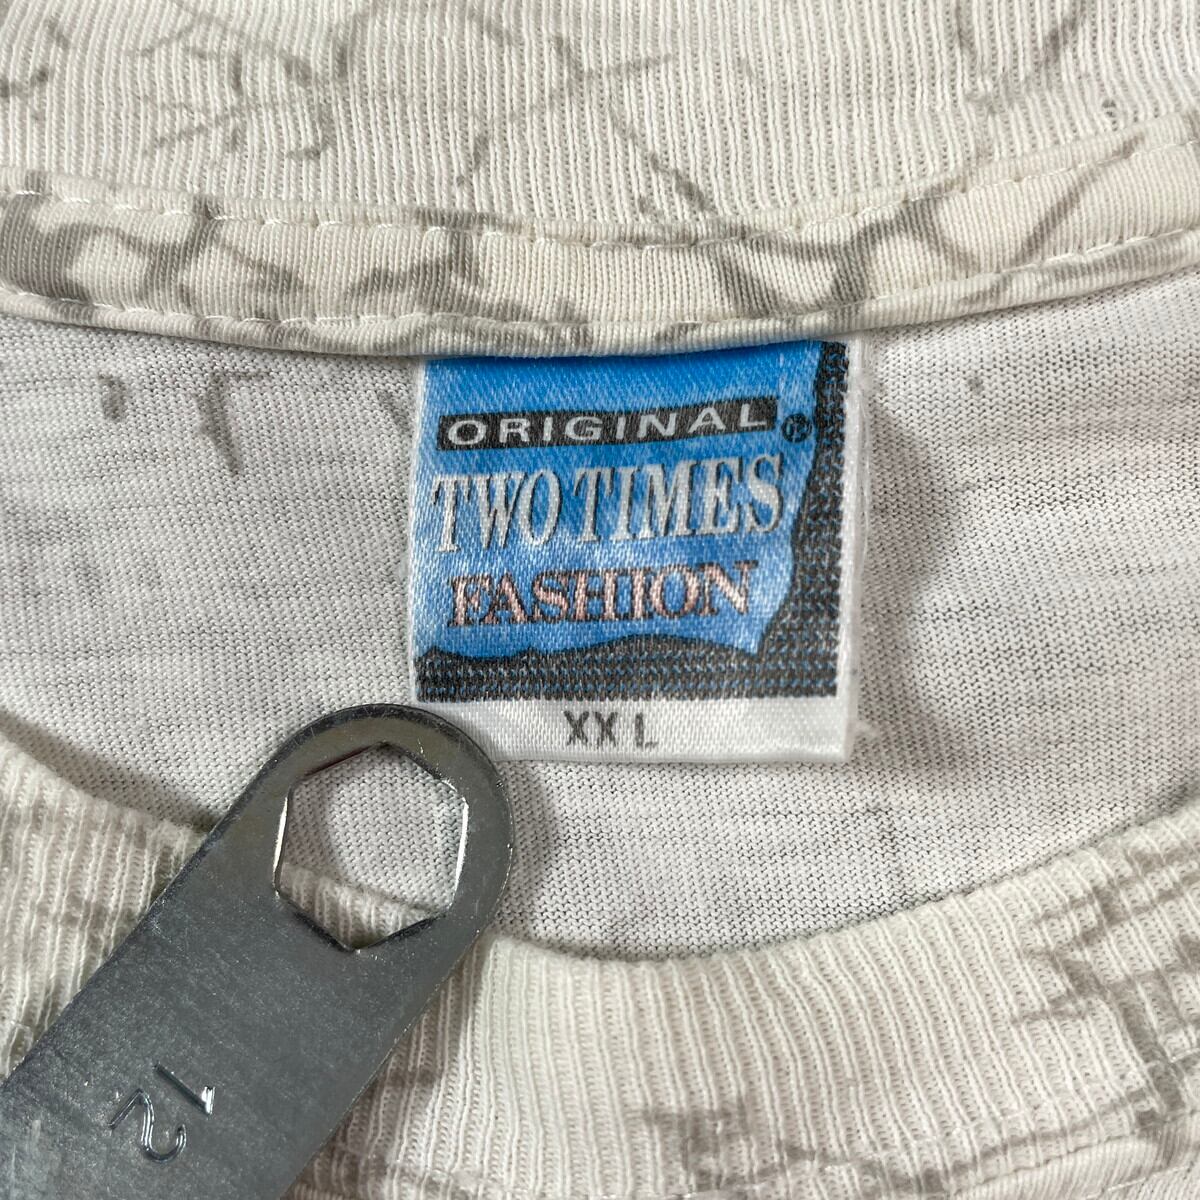 ORIGINAL ®
TWO TIMES
FASHION
XXL
12